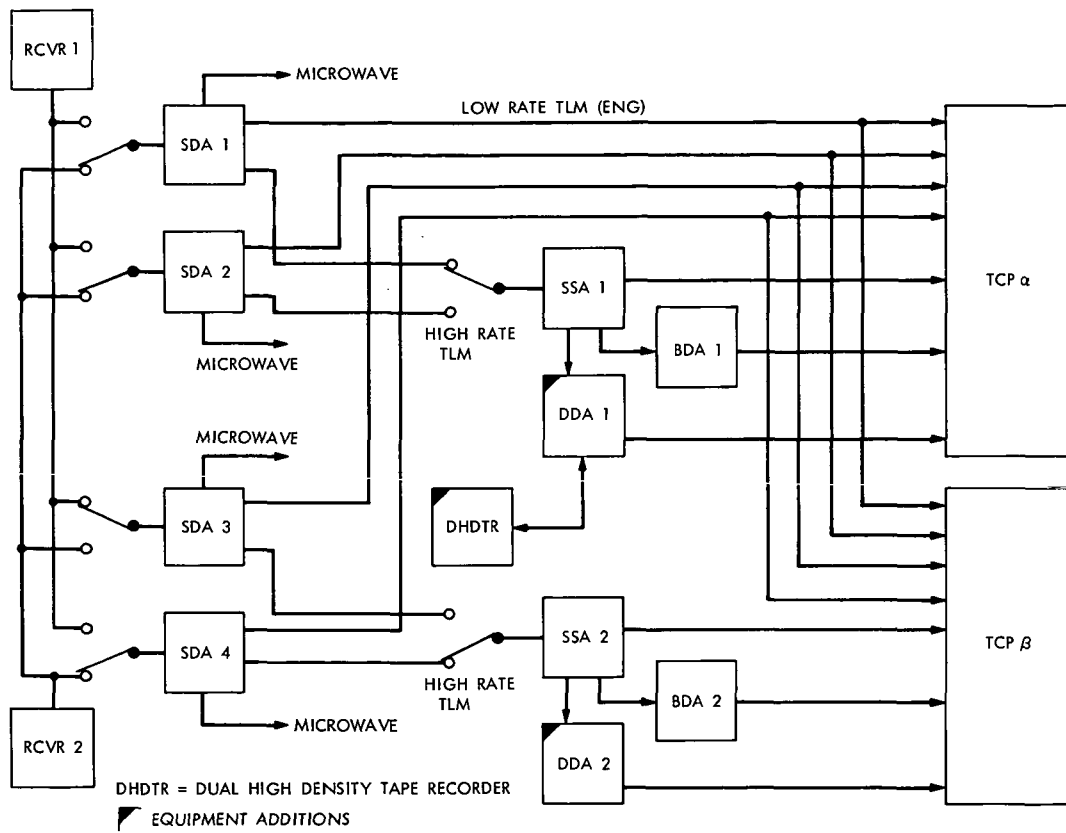 RCVR 1
MICROWAVE
LOW RATE TLM (ENG)
SDA 1
SDA 2
MICROWAVE
HIGH RATE
TLM
SSA 1
BDA 1
DDA 1
TCP α
MICROWAVE
SDA 3
DHDTR
SDA 4
MICROWAVE
HIGH RATE
TLM
SSA 2
BDA 2
DDA 2
TCP β
RCVR 2
DHDTR = DUAL HIGH DENSITY TAPE RECORDER
EQUIPMENT ADDITIONS